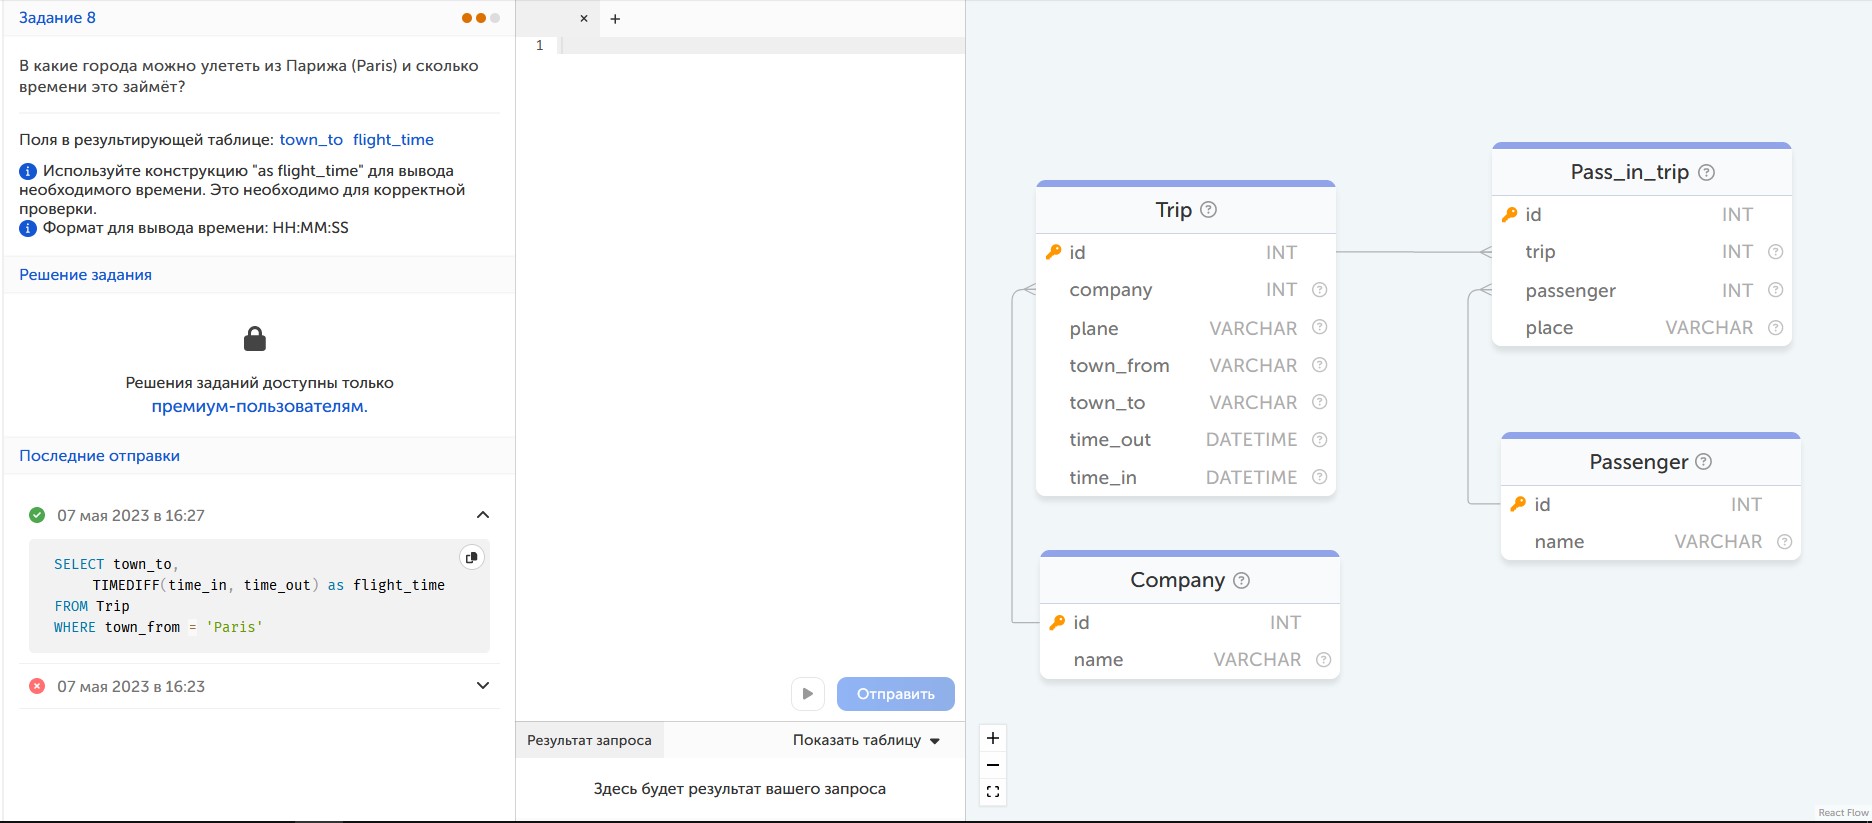 Задание 8
В какие города можно улететь из Парижа (Paris) и сколько
времени это займёт?
Поля в результирующей таблице: town_to flight_time
Используйте конструкцию "as flight_time" для вывода
необходимого времени. Это необходимо для корректной
проверки.
Формат для вывода времени: HH:MM:SS
Решение задания
Решения заданий доступны только
премиум-пользователям.
Последние отправки
07 мая 2023 в 16:27
SELECT town_to,
TIMEDIFF(time_in, time_out) as flight_time
FROM Trip
WHERE town_from = 'Paris'
07 мая 2023 в 16:23
1
Отправить
Результат запроса
Показать таблицу
Здесь будет результат вашего запроса
Trip
id INT
company INT
plane VARCHAR
town_from VARCHAR
town_to VARCHAR
time_out DATETIME
time_in DATETIME
Company
id INT
name VARCHAR
Pass_in_trip
id INT
trip INT
passenger INT
place VARCHAR
Passenger
id INT
name VARCHAR
React Flow